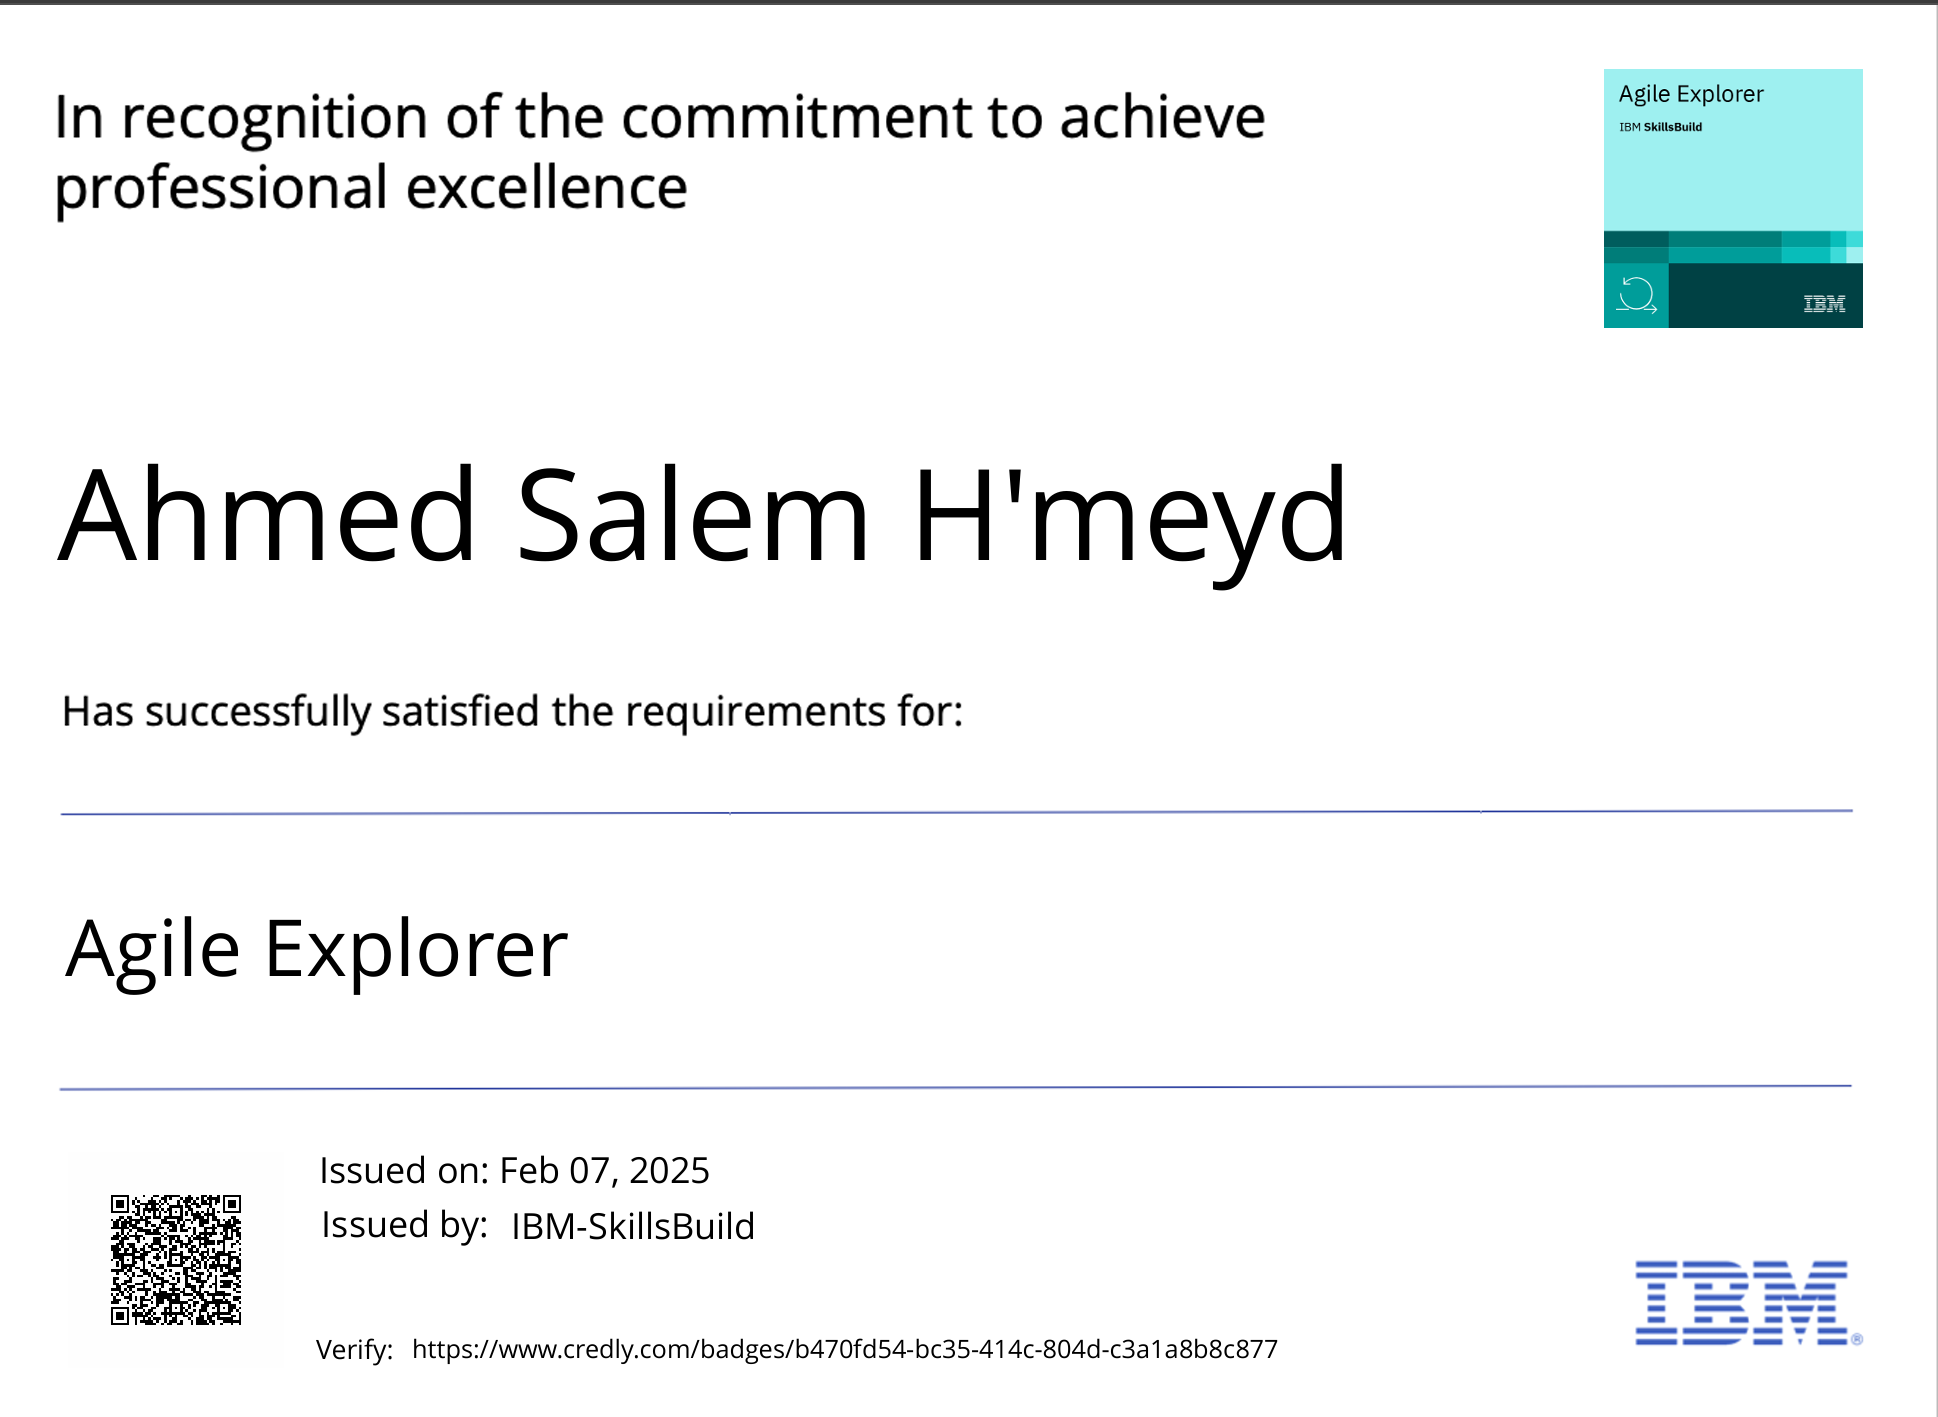 In recognition of the commitment to achieve
professional excellence
Agile Explorer
IBM SkillsBuild
IBM
Ahmed Salem H'meyd
Has successfully satisfied the requirements for:
Agile Explorer
Issued on: Feb 07, 2025
Issued by: IBM-SkillsBuild
IBM®
Verify: https://www.credly.com/badges/b470fd54-bc35-414c-804d-c3a1a8b8c877